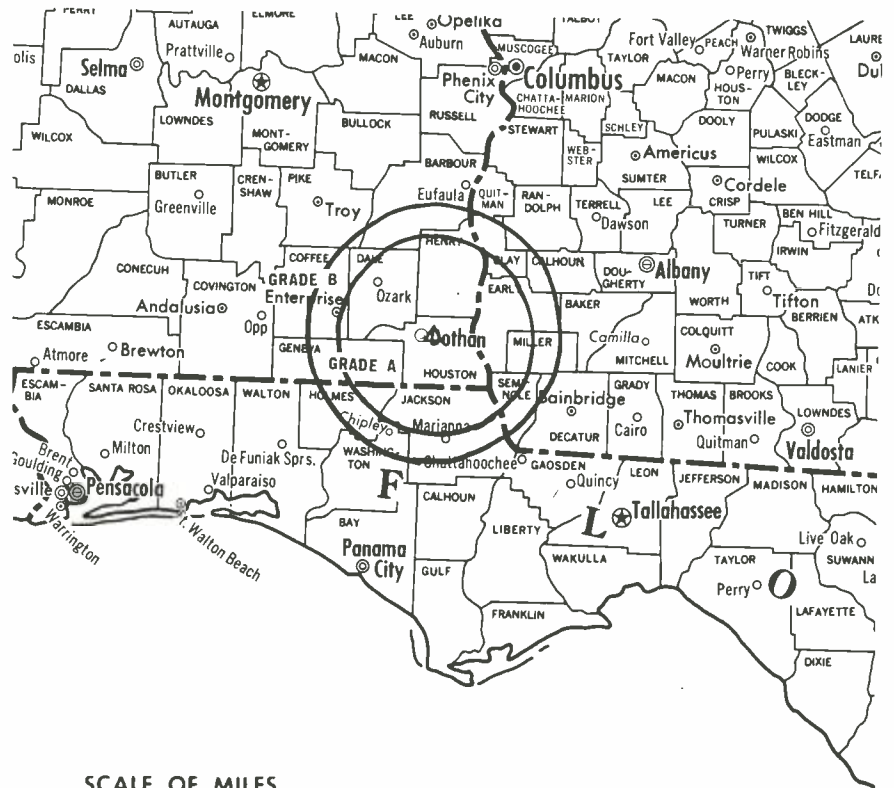 PERRY
AUTAUGA
ELMORE
LEE
Opelika
TALBOT
TWIGGS
Prattville
Auburn
MUSCOGEE
TAYLOR
Fort Valley
PEACH
Warner Robins
Selma
MACON
Phenix
City
Columbus
MACON
Perry
HOUS-
TON
BLECK-
LEY
DALLAS
Montgomery
CHATTA-
HOOCHEE
MARION
LOWNDES
MONT-
GOMERY
BULLOCK
RUSSELL
STEWART
SCHLEY
DOOLY
PULASKI
DODGE
Eastman
WILCOX
WEB-
STER
Americus
BARBOUR
SUMTER
WILCOX
BUTLER
CREN-
SHAW
PIKE
Eufaula
QUIT-
MAN
RAN-
DOLPH
TERRELL
LEE
Cordele
CRISP
MONROE
Greenville
Troy
Dawson
TURNER
BEN HILL
Fitzgerald
HENRY
IRWIN
COFFEE
DALE
CLAY
CALHOUN
DOU-
GHERTY
Albany
CONECUH
COVINGTON
GRADE B
Enterprise
Ozark
EARLY
BAKER
WORTH
TIFT
Tifton
Andalusia
Opp
BERRIEN
ESCAMBIA
Dothan
MILLER
Camilla
COLQUITT
Moultrie
Atmore
Brewton
GENEVA
GRADE A
HOUSTON
MITCHELL
COOK
LANIER
ESCAM-
BIA
SANTA ROSA
OKALOOSA
WALTON
HOLMES
JACKSON
SEMI-
NOLE
Bainbridge
GRADY
THOMAS
BROOKS
Crestview
Chipley
Marianna
DECATUR
Cairo
Thomasville
Quitman
LOWNDES
Valdosta
Milton
De Funiak Sprs.
WASHING-
TON
Chattahoochee
GAOSDEN
LEON
JEFFERSON
MADISON
HAMILTON
Brent
Goulding
Pensacola
Valparaiso
F
CALHOUN
Quincy
Warrington
Ft. Walton Beach
BAY
LIBERTY
L
Tallahassee
Live Oak
Panama
City
GULF
WAKULLA
TAYLOR
SUWANN
Perry
O
FRANKLIN
LAFAYETTE
DIXIE
SCALE OF MILES